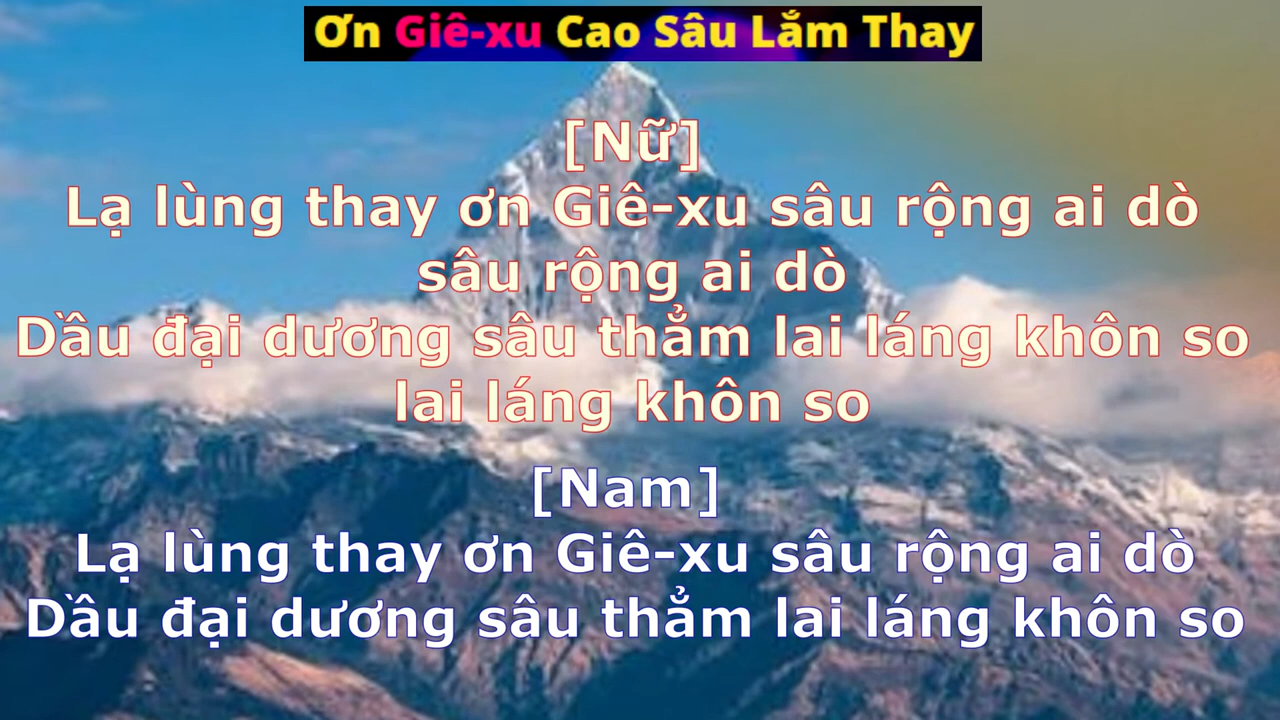 Ơn Giê-xu Cao Sâu Lắm Thay
[Nữ]
Lạ lùng thay ơn Giê-xu sâu rộng ai dò
sâu rộng ai dò
Dầu đại dương sâu thẳm lai láng khôn so
lai láng khôn so
[Nam]
Lạ lùng thay ơn Giê-xu sâu rộng ai dò
Dầu đại dương sâu thẳm lai láng khôn so